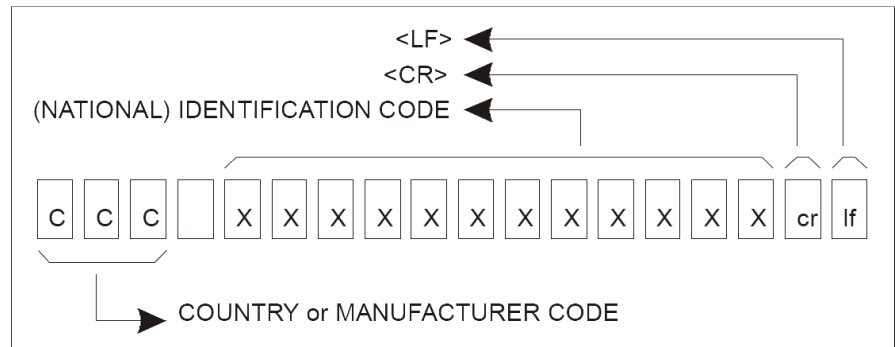 <LF>
<CR>
(NATIONAL) IDENTIFICATION CODE
C C C X X X X X X X X X X X X cr lf
COUNTRY or MANUFACTURER CODE